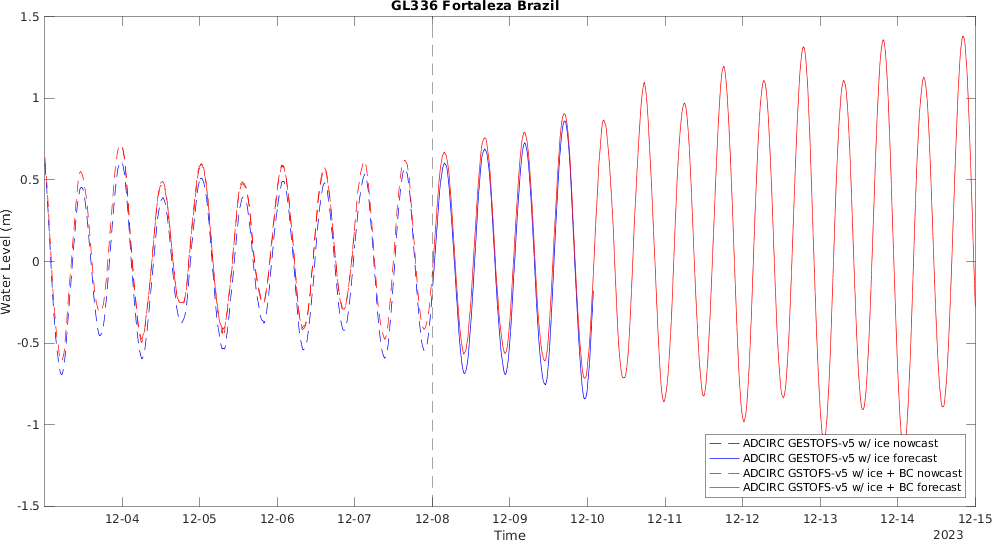 GL336 Fortaleza Brazil
1.5
1
0.5
0
-0.5
-1
-1.5
Water Level (m)
ADCIRC GESTOFS-v5 w/ ice nowcast
ADCIRC GESTOFS-v5 w/ ice forecast
ADCIRC GSTOFS-v5 w/ ice + BC nowcast
ADCIRC GSTOFS-v5 w/ ice + BC forecast
12-04 12-05 12-06 12-07 12-08 12-09 12-10 12-11 12-12 12-13 12-14 12-15
Time
2023